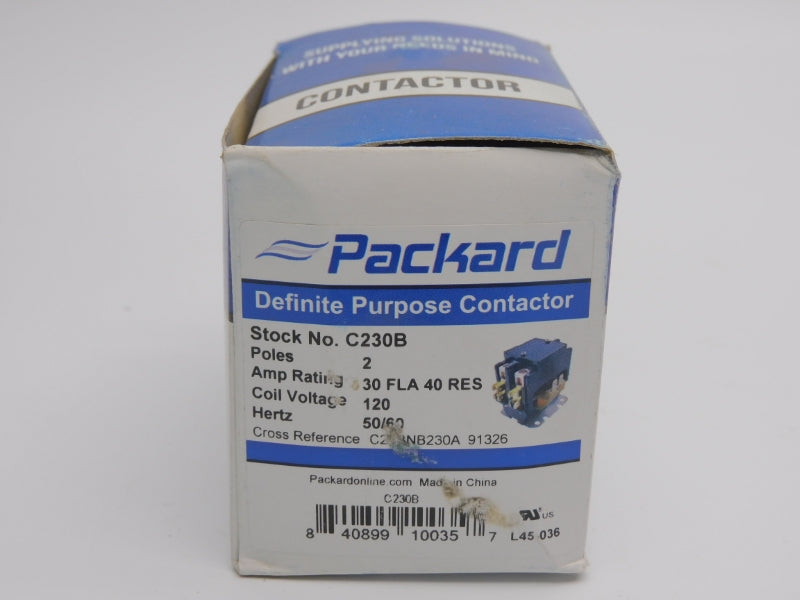 SUPPLYING SOLUTIONS
WITH YOUR NEEDS IN MIND
CONTACTOR
Packard
Definite Purpose Contactor
Stock No. C230B
Poles 2
Amp Rating 30 FLA 40 RES
Coil Voltage 120
Hertz 50/60
Cross Reference 91326
Packardonline.com Made in China
C230B
8 40899 10035 7
US
L45 036